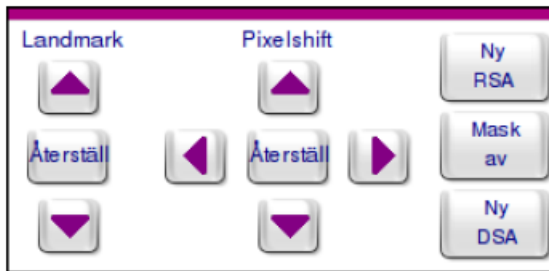 Landmark
Pixelshift
Ny
RSA
Återställ
Återställ
Mask
av
Ny
DSA